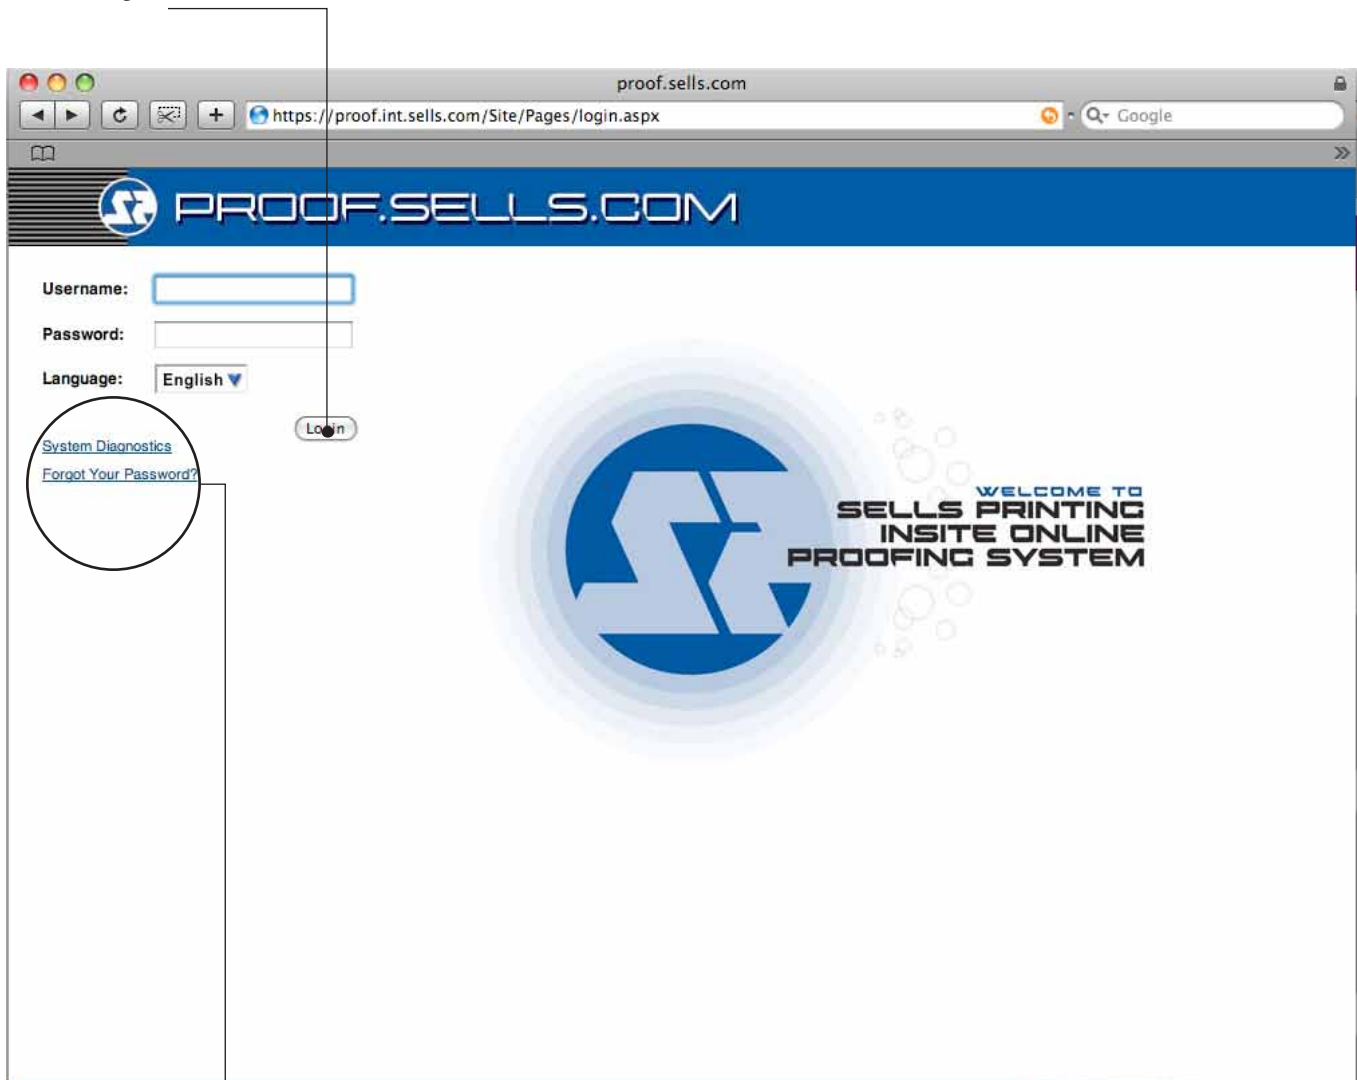 proof.sells.com
https://proof.int.sells.com/Site/Pages/login.aspx
Google
PROOF.SELLS.COM
Username:
Password:
Language:
English
Login
System Diagnostics
Forgot Your Password?
WELCOME TO
SELLS PRINTING
INSITE ONLINE
PROOFING SYSTEM